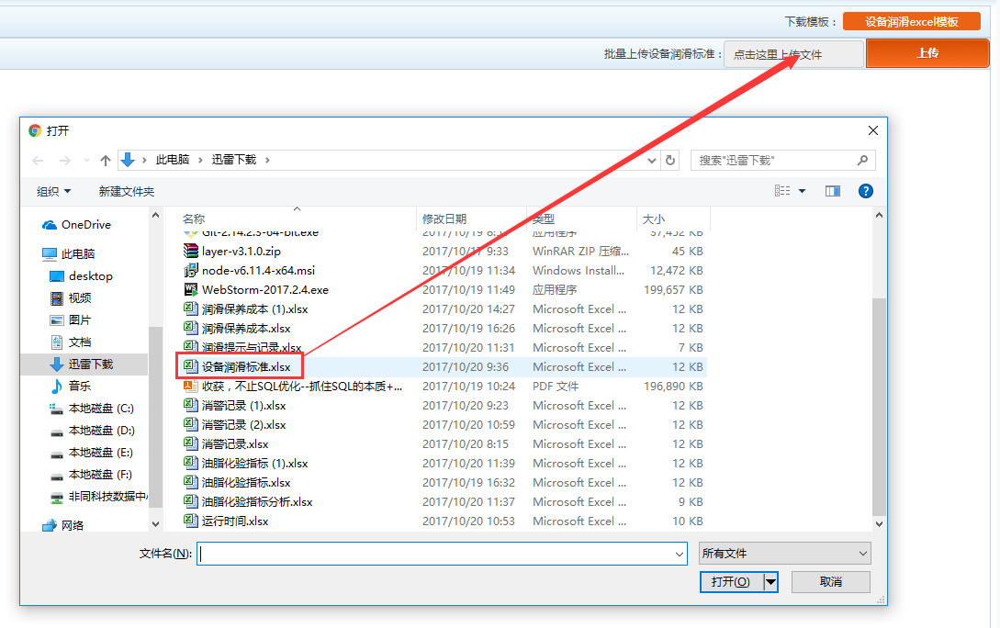 下载模板： 设备润滑excel模板
批量上传设备润滑标准： 点击这里上传文件 上传
打开
此电脑 迅雷下载 搜索"迅雷下载"
组织 新建文件夹
名称 修改日期 类型 大小
OneDrive
此电脑
desktop
视频
图片
文档
迅雷下载
音乐
本地磁盘 (C:)
本地磁盘 (D:)
本地磁盘 (E:)
本地磁盘 (F:)
非同科技数据中
网络
Git-2.14.2.3-64-bit.exe 2017/10/19 8:5 应用程序 37,452 KB
layer-v3.1.0.zip 2017/10/17 9:33 WinRAR ZIP 压缩... 45 KB
node-v6.11.4-x64.msi 2017/10/19 11:34 Windows Install... 12,472 KB
WebStorm-2017.2.4.exe 2017/10/19 11:49 应用程序 199,657 KB
润滑保养成本 (1).xlsx 2017/10/20 14:27 Microsoft Excel ... 12 KB
润滑保养成本.xlsx 2017/10/19 16:26 Microsoft Excel ... 12 KB
润滑提示与记录.xlsx 2017/10/20 11:31 Microsoft Excel ... 7 KB
设备润滑标准.xlsx 2017/10/20 9:36 Microsoft Excel ... 12 KB
收获，不止SQL优化--抓住SQL的本质+... 2017/10/19 10:24 PDF 文件 196,890 KB
消警记录 (1).xlsx 2017/10/20 9:23 Microsoft Excel ... 12 KB
消警记录 (2).xlsx 2017/10/20 10:59 Microsoft Excel ... 12 KB
消警记录.xlsx 2017/10/20 8:15 Microsoft Excel ... 12 KB
油脂化验指标 (1).xlsx 2017/10/20 11:39 Microsoft Excel ... 12 KB
油脂化验指标.xlsx 2017/10/19 16:32 Microsoft Excel ... 12 KB
油脂化验指标分析.xlsx 2017/10/20 11:37 Microsoft Excel ... 9 KB
运行时间.xlsx 2017/10/20 10:53 Microsoft Excel ... 10 KB
文件名(N): 所有文件
打开(O) 取消